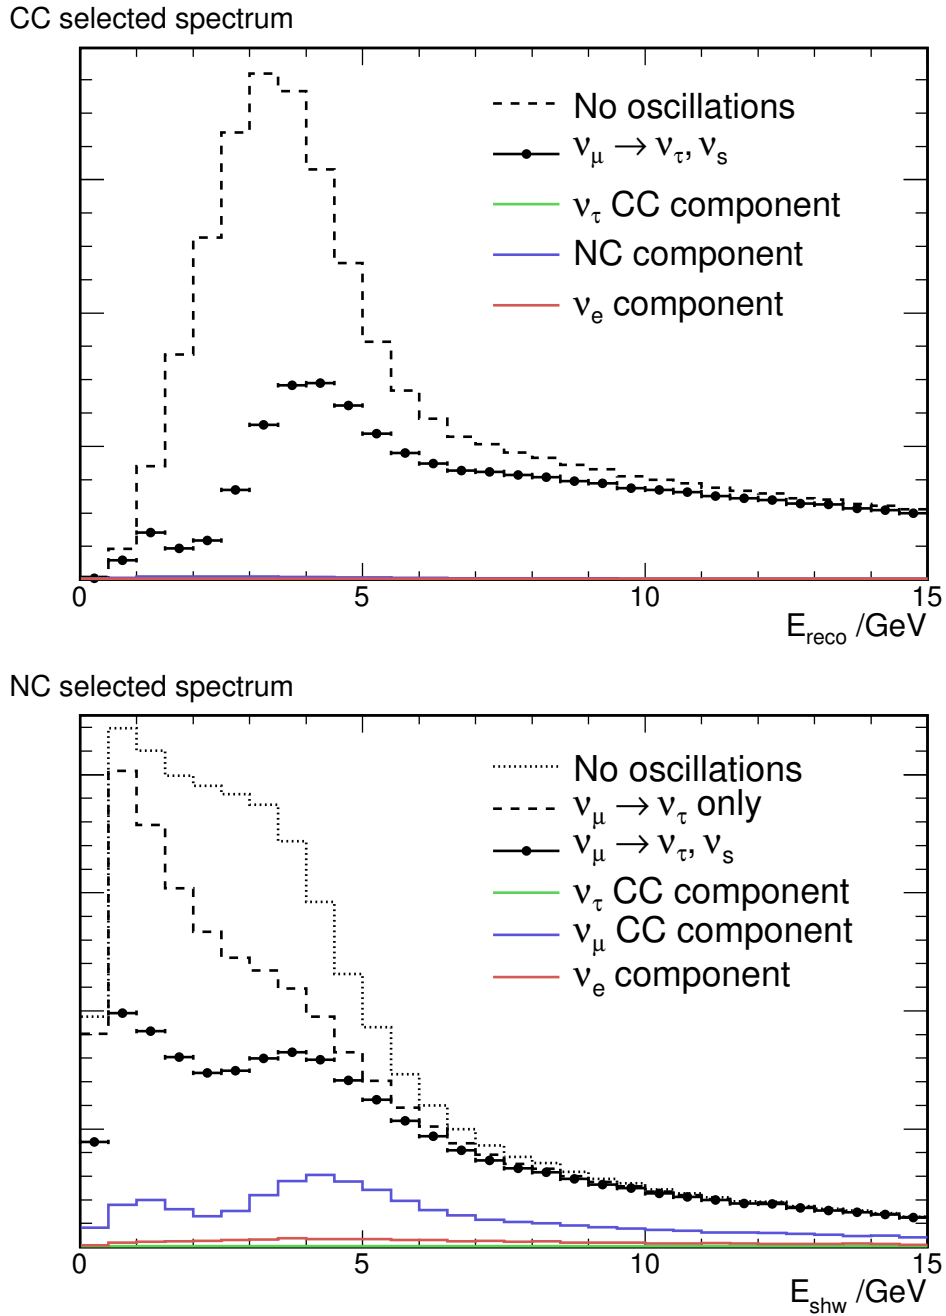 CC selected spectrum
No oscillations
ν_μ → ν_τ, ν_s
ν_τ CC component
NC component
ν_e component
0 5 10 15
E_reco /GeV
NC selected spectrum
No oscillations
ν_μ → ν_τ only
ν_μ → ν_τ, ν_s
ν_τ CC component
ν_μ CC component
ν_e component
0 5 10 15
E_shw /GeV